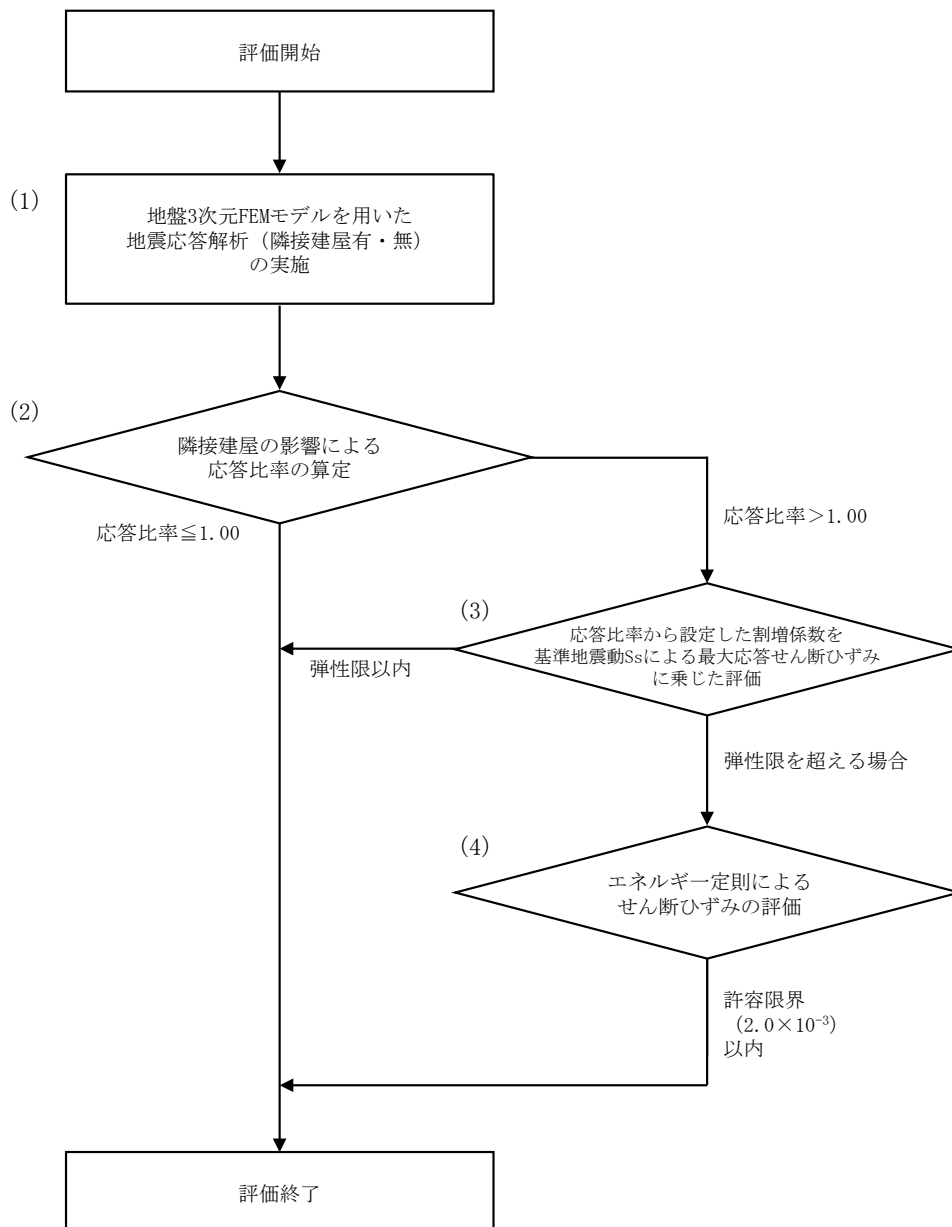 評価開始
(1)
地盤3次元FEMモデルを用いた
地震応答解析（隣接建屋有・無）
の実施
(2)
隣接建屋の影響による
応答比率の算定
応答比率≦1.00
応答比率＞1.00
(3)
応答比率から設定した割増係数を
基準地震動Ssによる最大応答せん断ひずみ
に乗じた評価
弾性限以内
弾性限を超える場合
(4)
エネルギー定則による
せん断ひずみの評価
許容限界
（2.0×10⁻³）
以内
評価終了